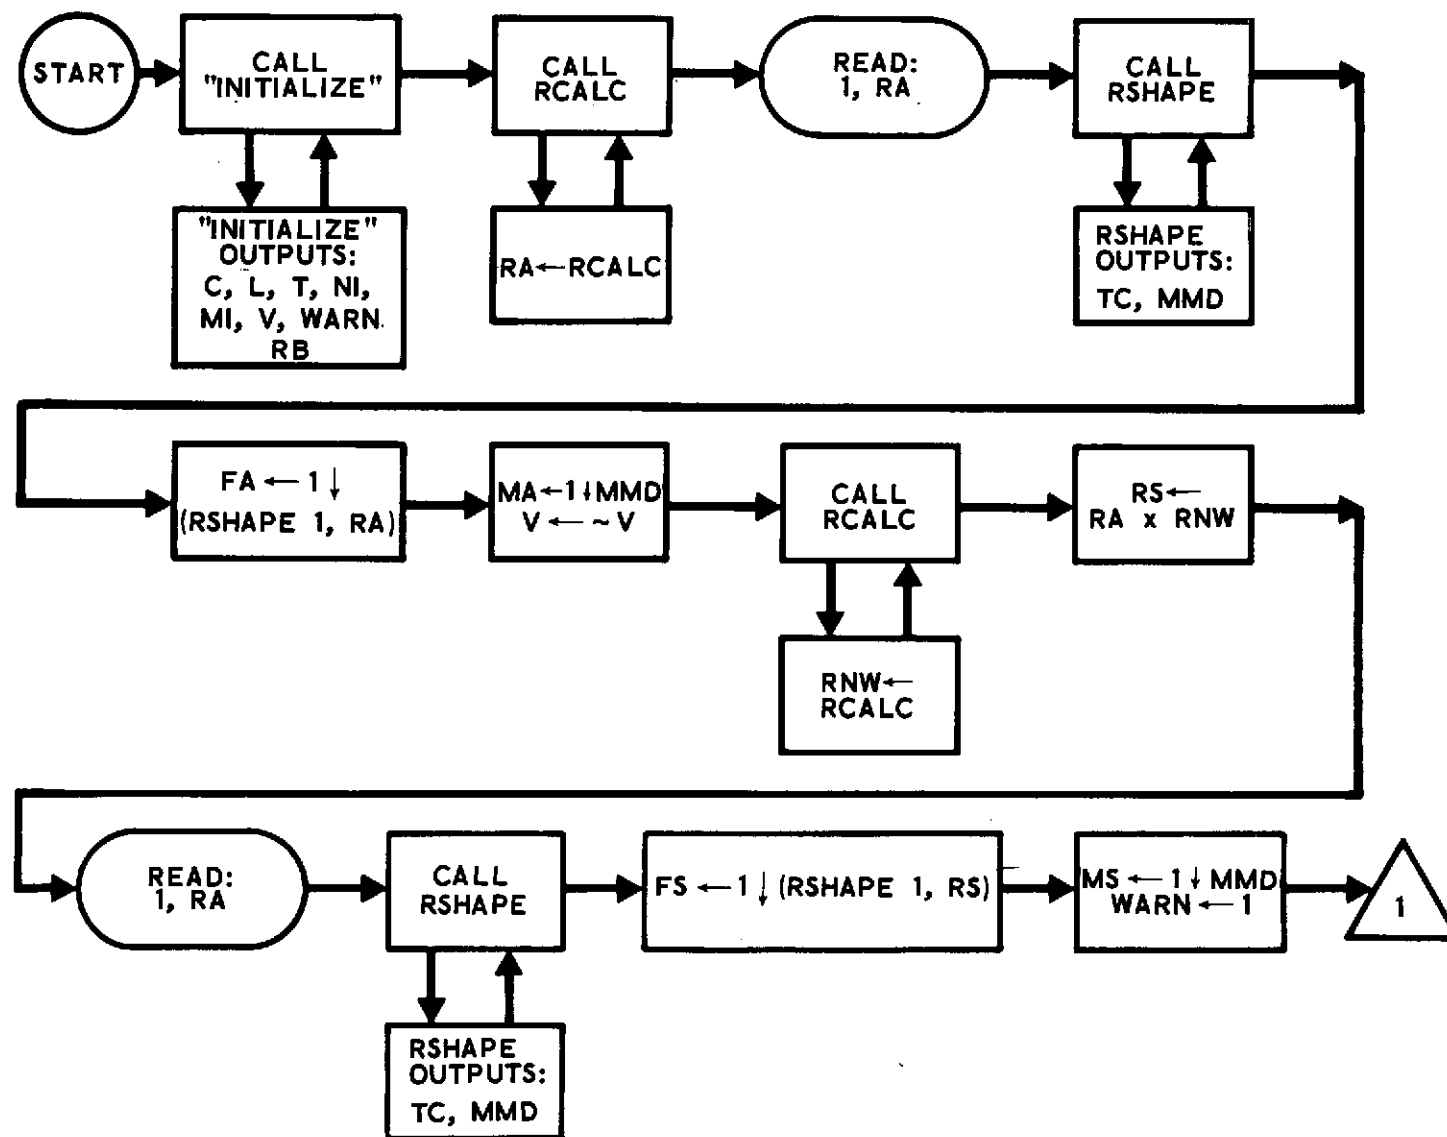 START
CALL
"INITIALIZE"
CALL
RCALC
READ:
1, RA
CALL
RSHAPE
"INITIALIZE"
OUTPUTS:
C, L, T, NI,
MI, V, WARN
RB
RA←RCALC
RSHAPE
OUTPUTS:
TC, MMD
FA ← 1 ↓
(RSHAPE 1, RA)
MA←1↓MMD
V ← ~ V
CALL
RCALC
RS←
RA x RNW
RNW←
RCALC
READ:
1, RA
CALL
RSHAPE
FS ← 1 ↓ (RSHAPE 1, RS)
MS ← 1 ↓ MMD
WARN ← 1
1
RSHAPE
OUTPUTS:
TC, MMD